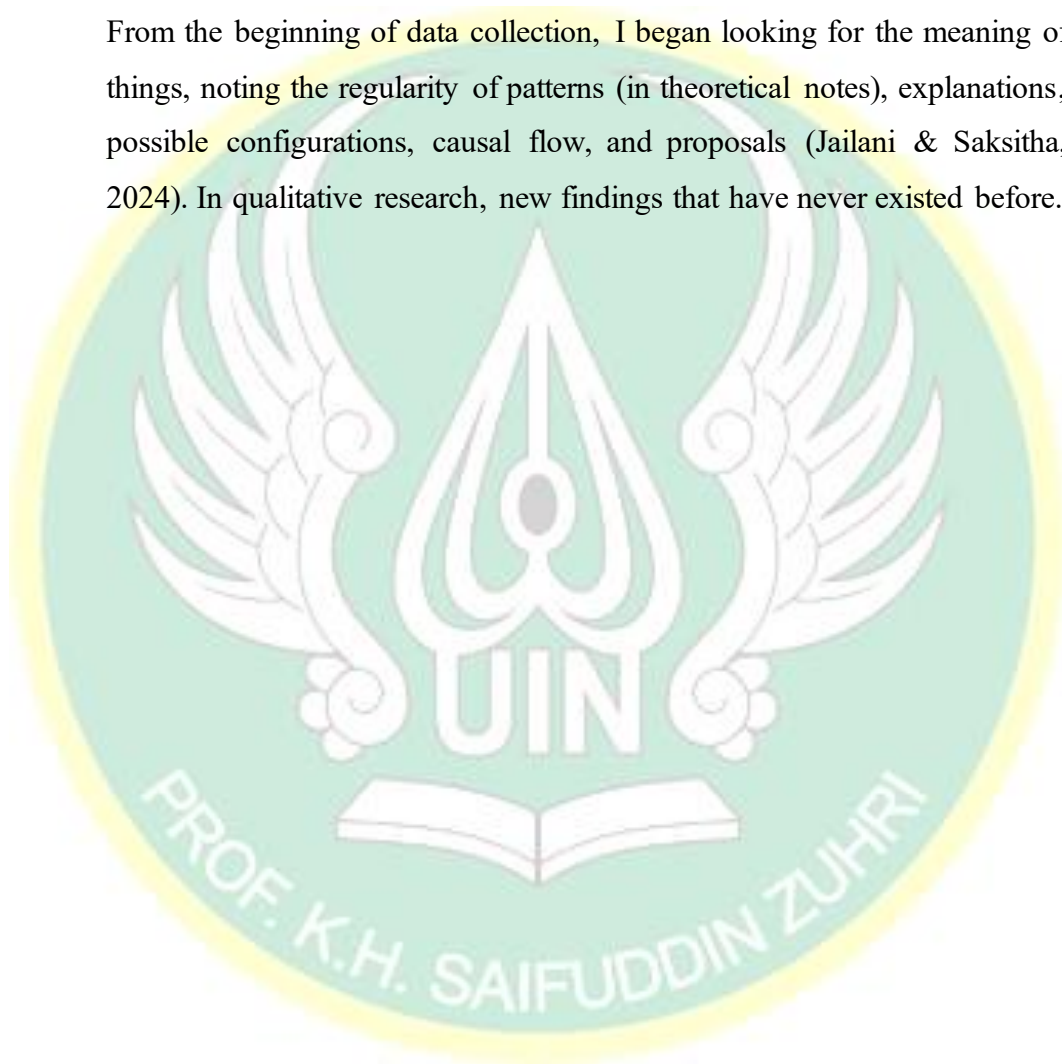 From the beginning of data collection, I began looking for the meaning of
things, noting the regularity of patterns (in theoretical notes), explanations,
possible configurations, causal flow, and proposals (Jailani & Saksitha,
2024). In qualitative research, new findings that have never existed before.
UIN
PROF. K.H. SAIFUDDIN ZUHRI